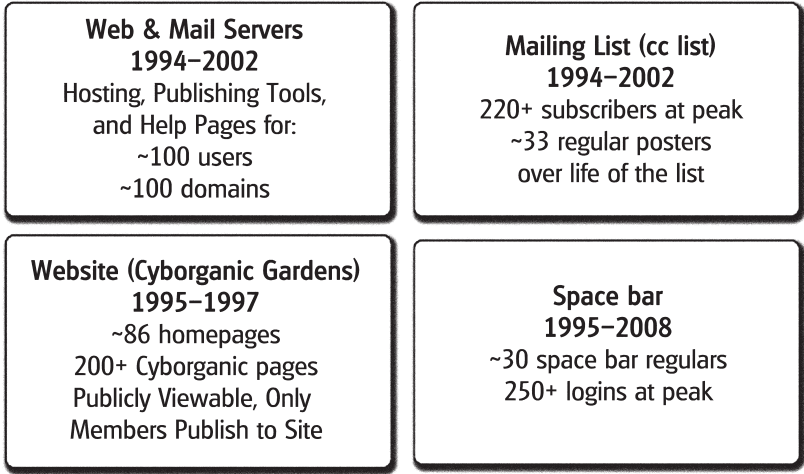 Web & Mail Servers
1994–2002
Hosting, Publishing Tools,
and Help Pages for:
~100 users
~100 domains
Mailing List (cc list)
1994–2002
220+ subscribers at peak
~33 regular posters
over life of the list
Website (Cyborganic Gardens)
1995–1997
~86 homepages
200+ Cyborganic pages
Publicly Viewable, Only
Members Publish to Site
Space bar
1995–2008
~30 space bar regulars
250+ logins at peak